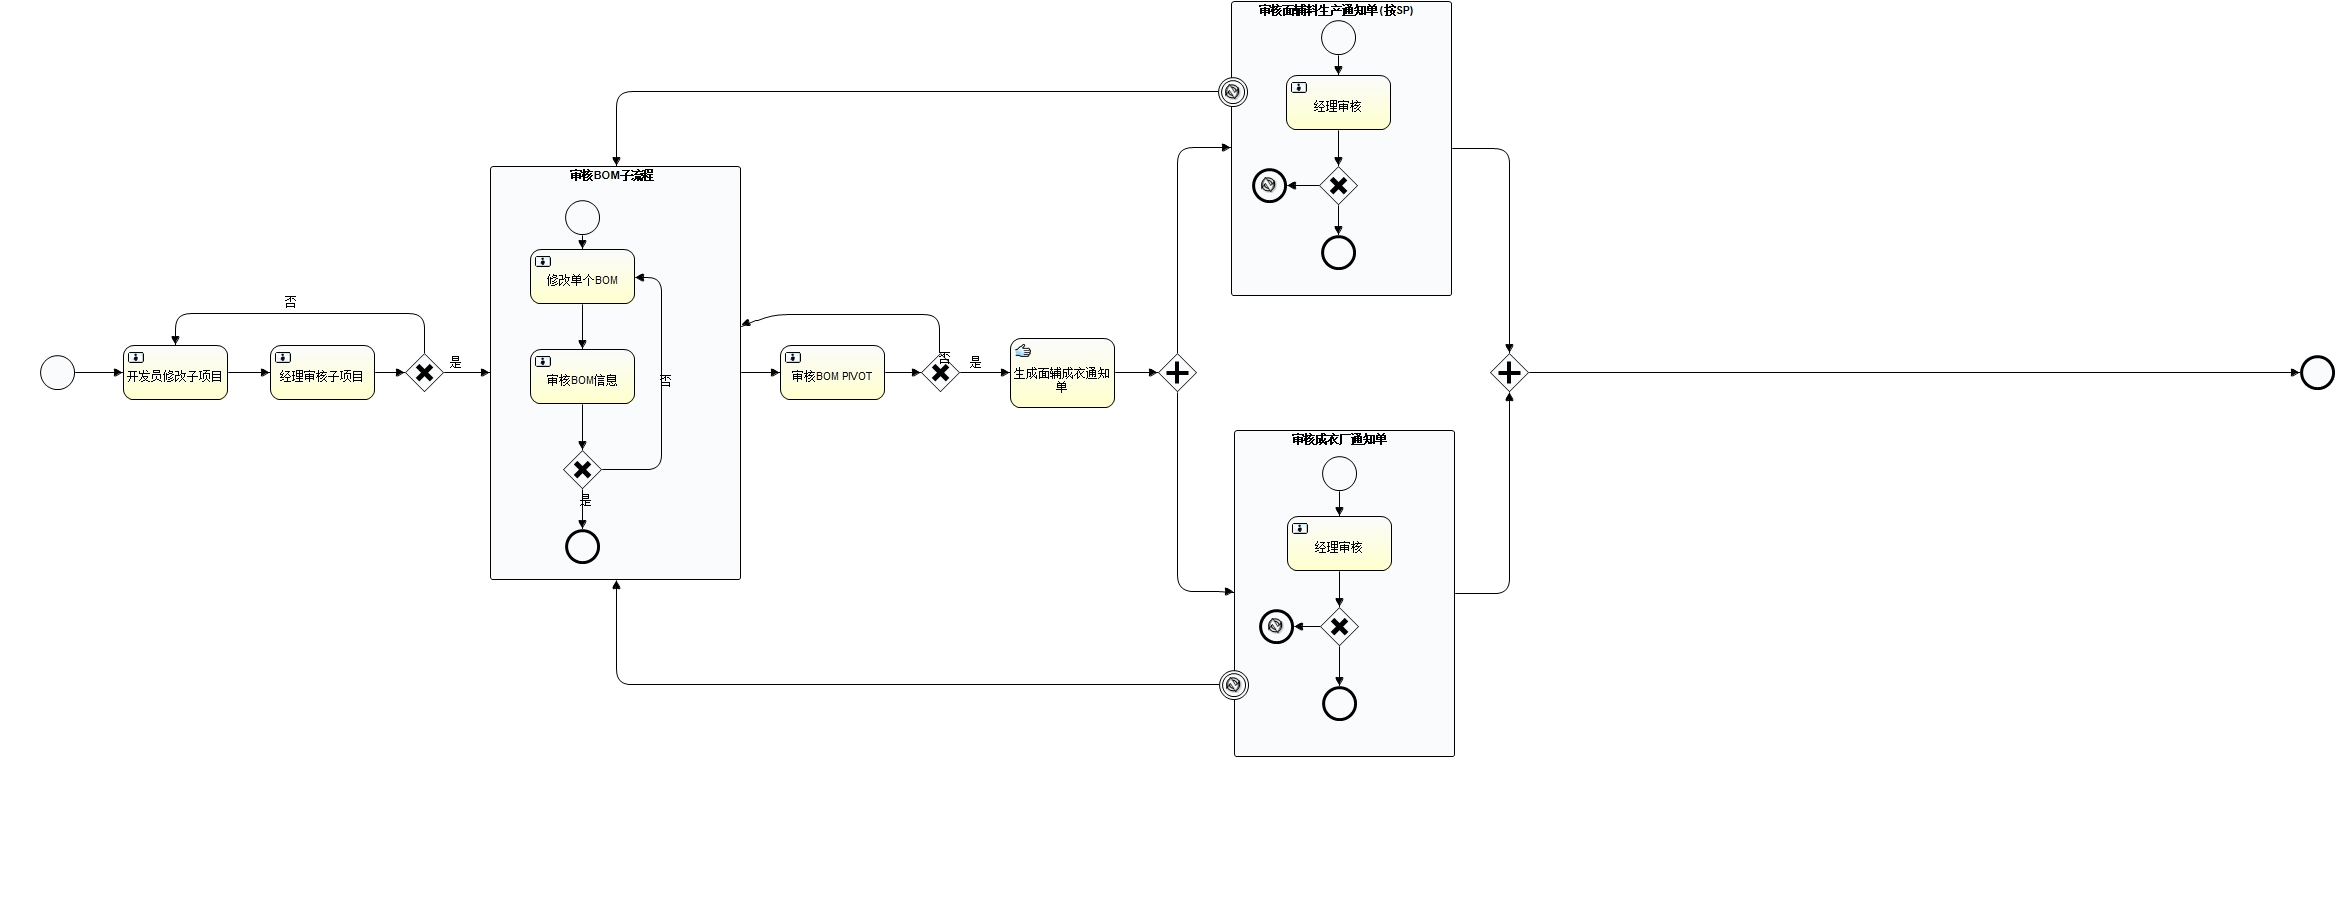 审核面辅料生产通知单 (按SP)
经理审核
审核BOM子流程
修改单个BOM
审核BOM信息
否
是
否
开发员修改子项目
经理审核子项目
是
审核BOM PIVOT
否
是
生成面辅成衣通知
单
审核成衣厂通知单
经理审核